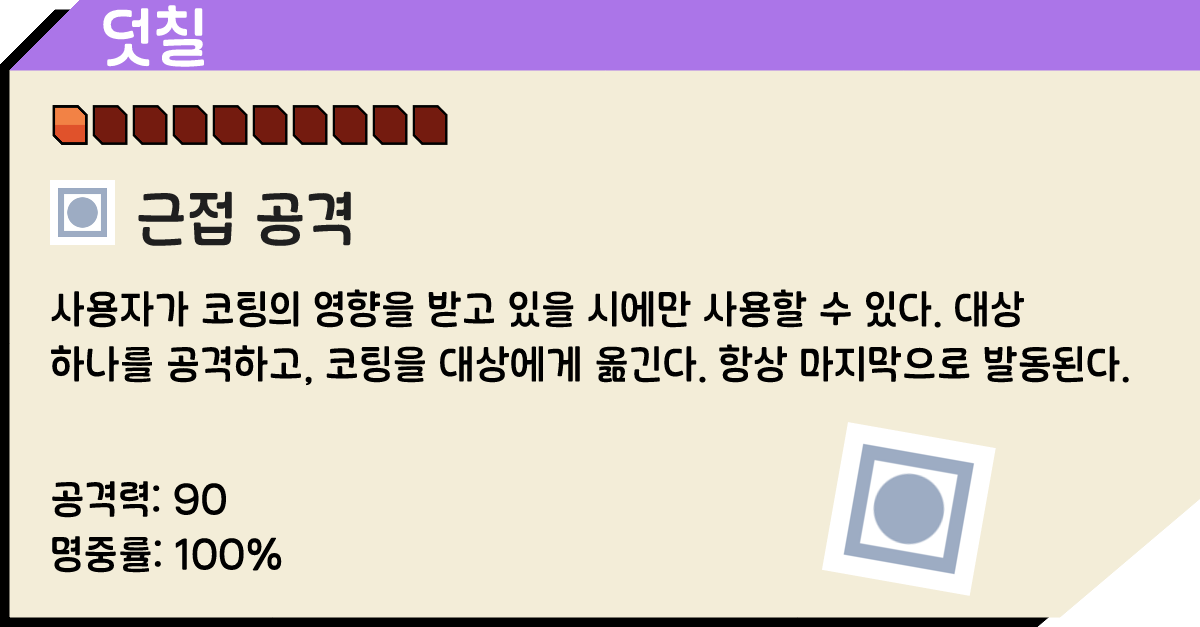 덧칠
근접 공격
사용자가 코팅의 영향을 받고 있을 시에만 사용할 수 있다. 대상
하나를 공격하고, 코팅을 대상에게 옮긴다. 항상 마지막으로 발동된다.
공격력: 90
명중률: 100%